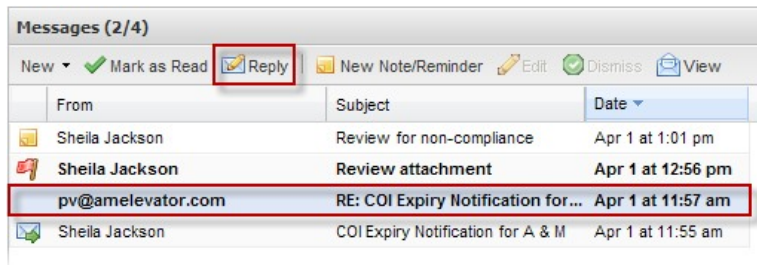 Messages (2/4)
New Mark as Read Reply New Note/Reminder Edit Dismiss View
From Subject Date
Sheila Jackson Review for non-compliance Apr 1 at 1:01 pm
Sheila Jackson Review attachment Apr 1 at 12:56 pm
pv@amelevator.com RE: COI Expiry Notification for... Apr 1 at 11:57 am
Sheila Jackson COI Expiry Notification for A & M Apr 1 at 11:55 am